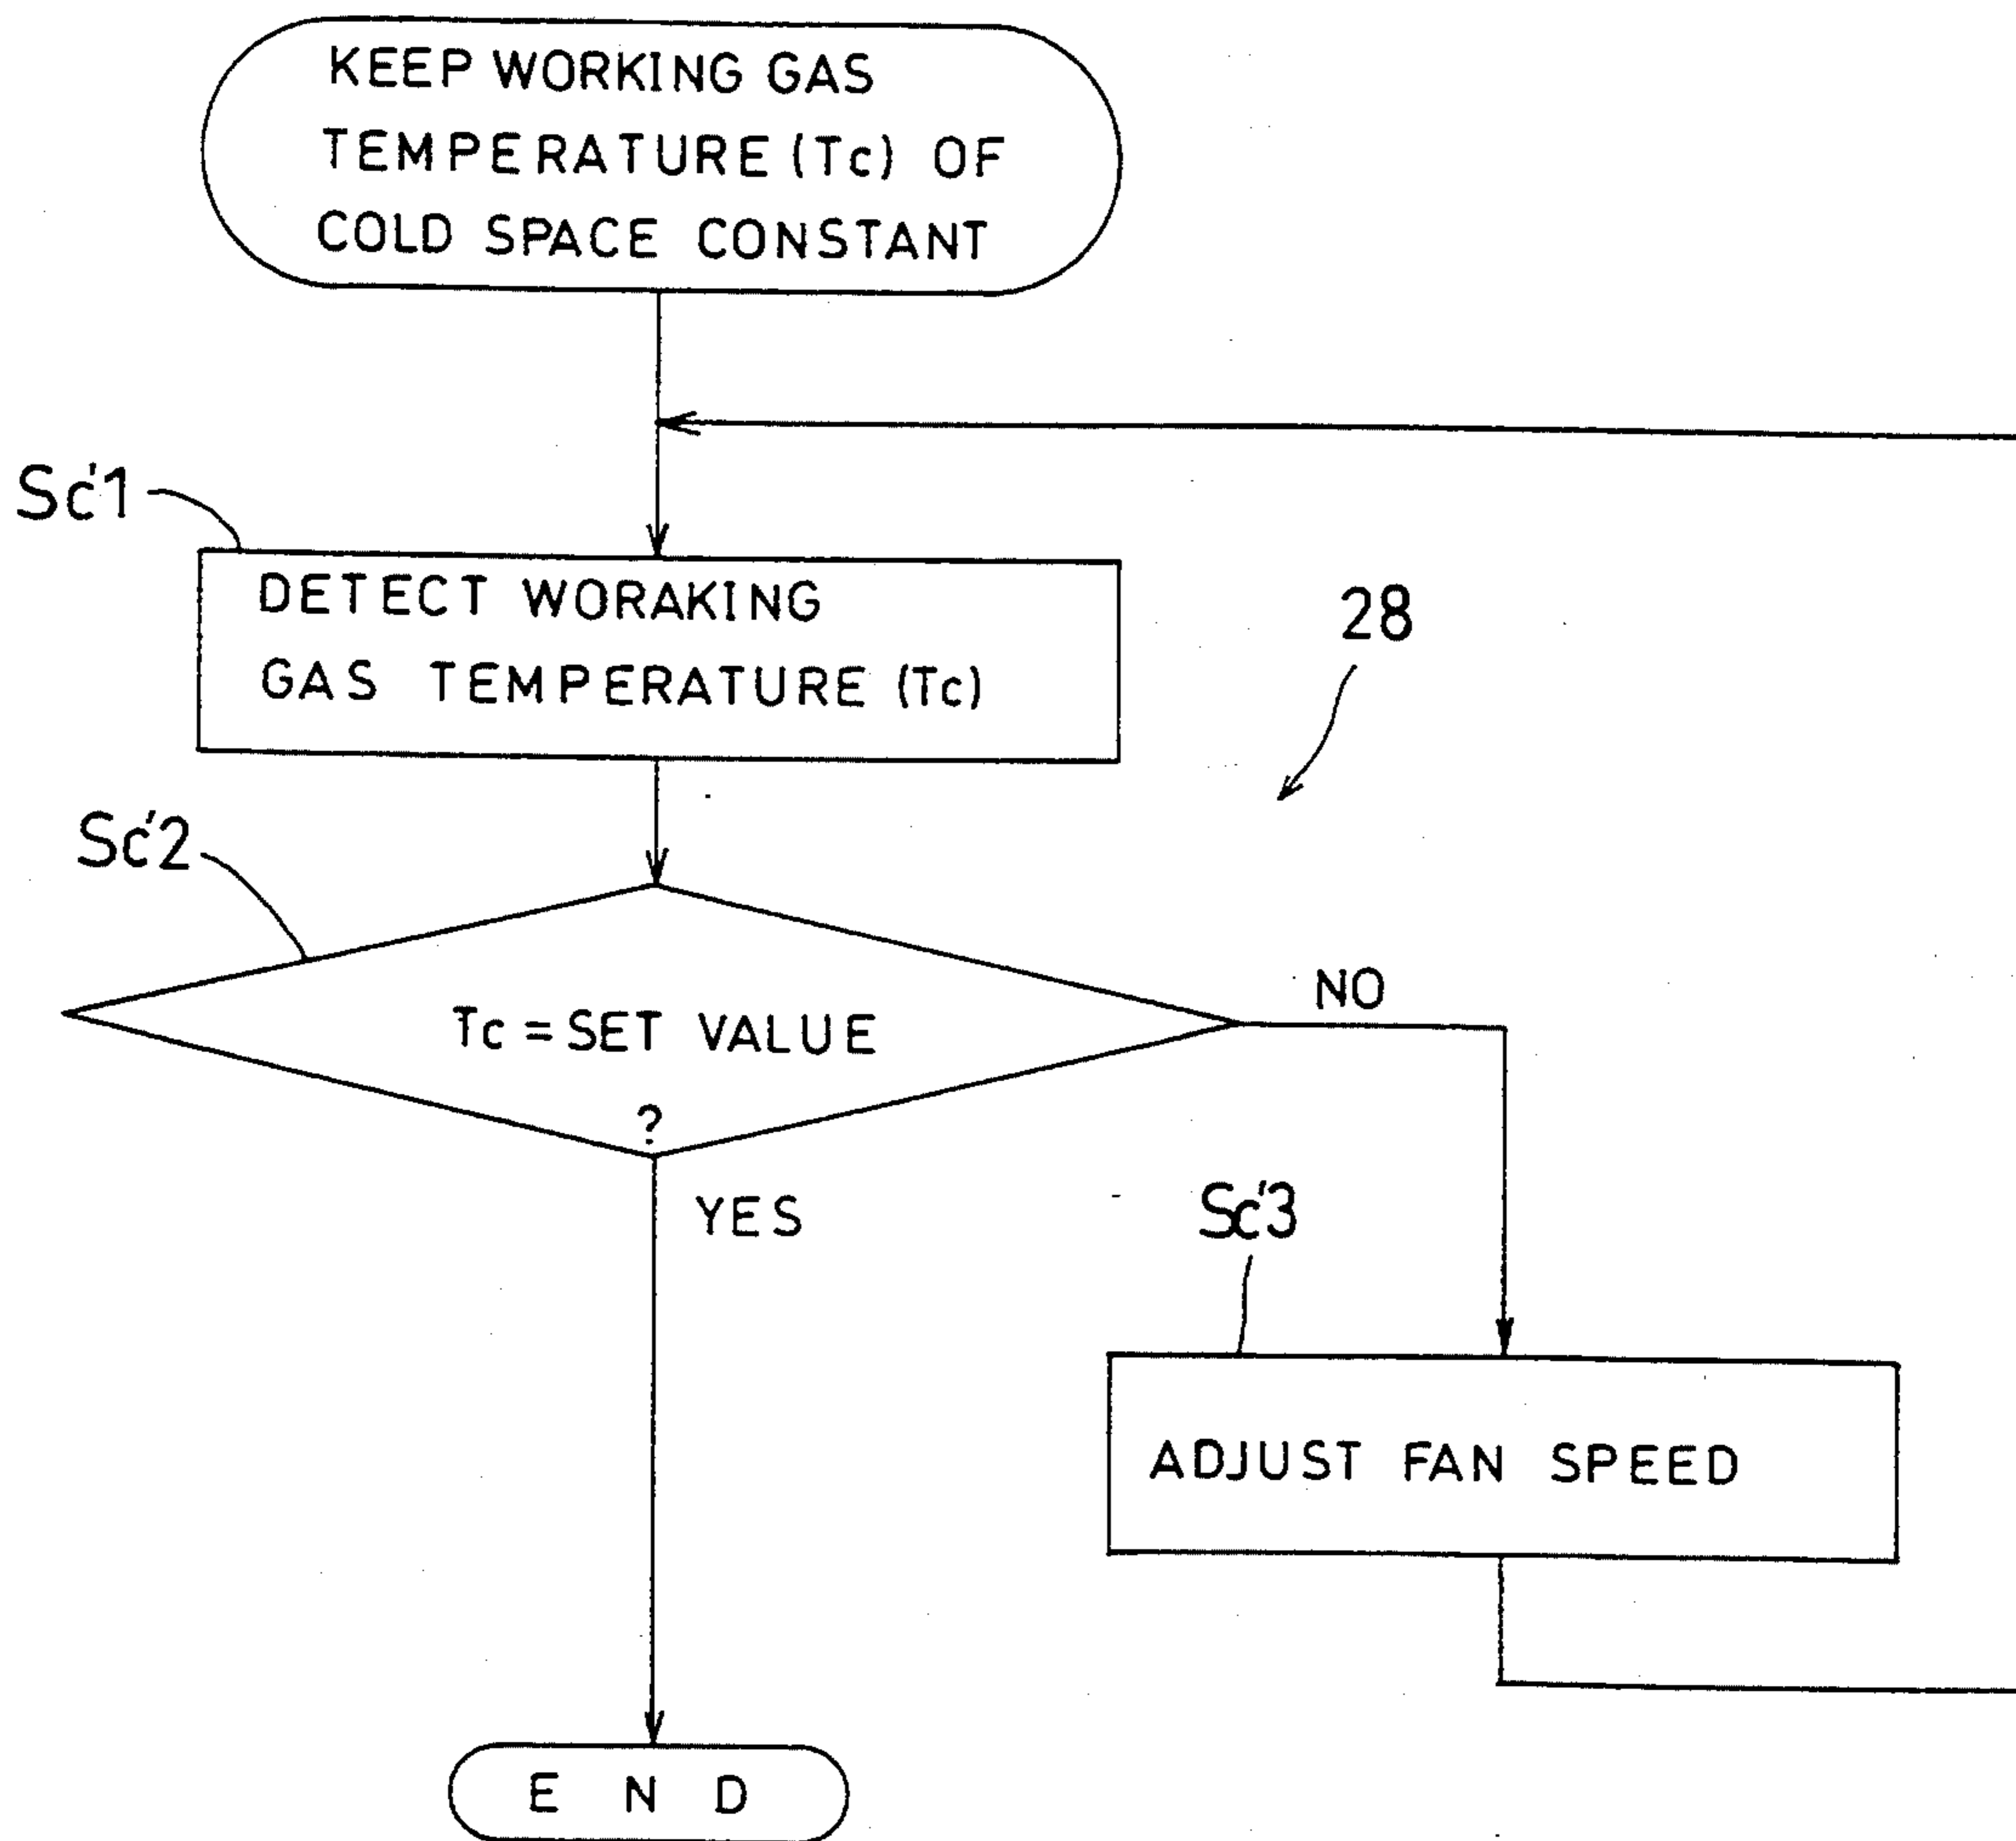 KEEP WORKING GAS
TEMPERATURE (Tc) OF
COLD SPACE CONSTANT
Sc'1
DETECT WORAKING
GAS TEMPERATURE (Tc)
28
Sc'2
Tc = SET VALUE
?
NO
YES
Sc'3
ADJUST FAN SPEED
E N D